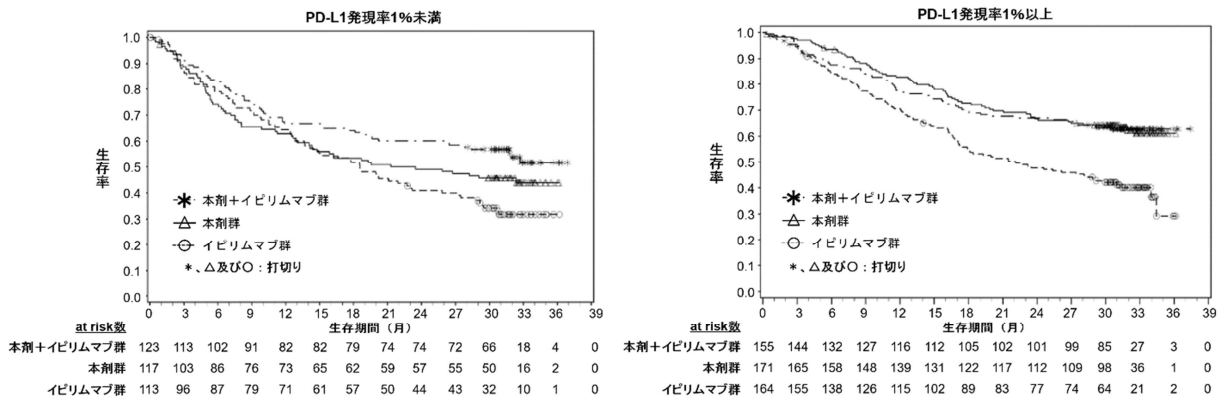 PD-L1発現率1%未満
生存率
1.0
0.9
0.8
0.7
0.6
0.5
0.4
0.3
0.2
0.1
0.0
本剤+イピリムマブ群
本剤群
イピリムマブ群
*、△及び○：打切り
0 3 6 9 12 15 18 21 24 27 30 33 36 39
生存期間（月）
at risk数
本剤+イピリムマブ群 123 113 102 91 82 82 79 74 74 72 66 18 4 0
本剤群 117 103 86 76 73 65 62 59 57 55 50 16 2 0
イピリムマブ群 113 96 87 79 71 61 57 50 44 43 32 10 1 0
PD-L1発現率1%以上
生存率
1.0
0.9
0.8
0.7
0.6
0.5
0.4
0.3
0.2
0.1
0.0
本剤+イピリムマブ群
本剤群
イピリムマブ群
*、△及び○：打切り
0 3 6 9 12 15 18 21 24 27 30 33 36 39
生存期間（月）
at risk数
本剤+イピリムマブ群 155 144 132 127 116 112 105 102 101 99 85 27 3 0
本剤群 171 165 158 148 139 131 122 117 112 109 98 36 1 0
イピリムマブ群 164 155 138 126 115 102 89 83 77 74 64 21 2 0